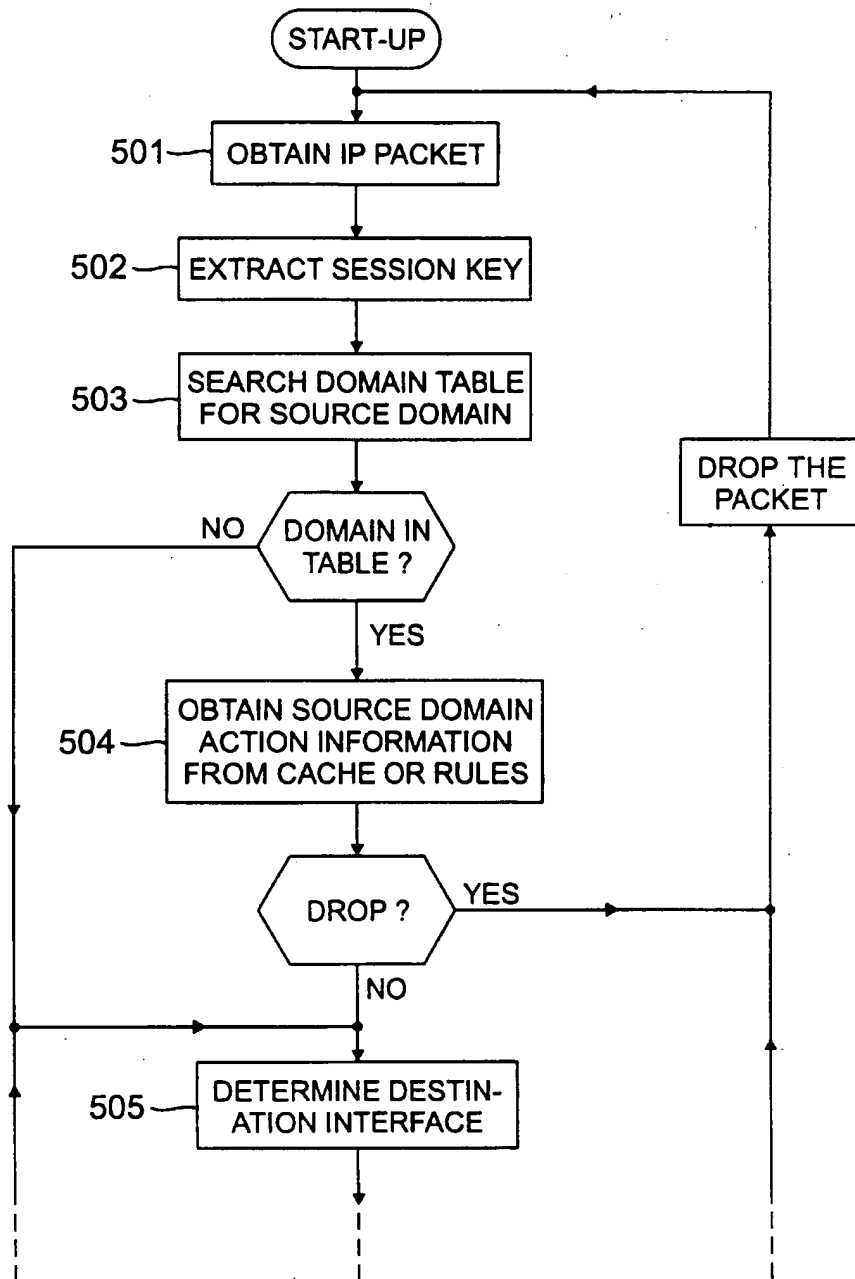 START-UP
501
OBTAIN IP PACKET
502
EXTRACT SESSION KEY
503
SEARCH DOMAIN TABLE
FOR SOURCE DOMAIN
DROP THE
PACKET
NO
DOMAIN IN
TABLE ?
YES
504
OBTAIN SOURCE DOMAIN
ACTION INFORMATION
FROM CACHE OR RULES
DROP ?
YES
NO
505
DETERMINE DESTIN-
ATION INTERFACE